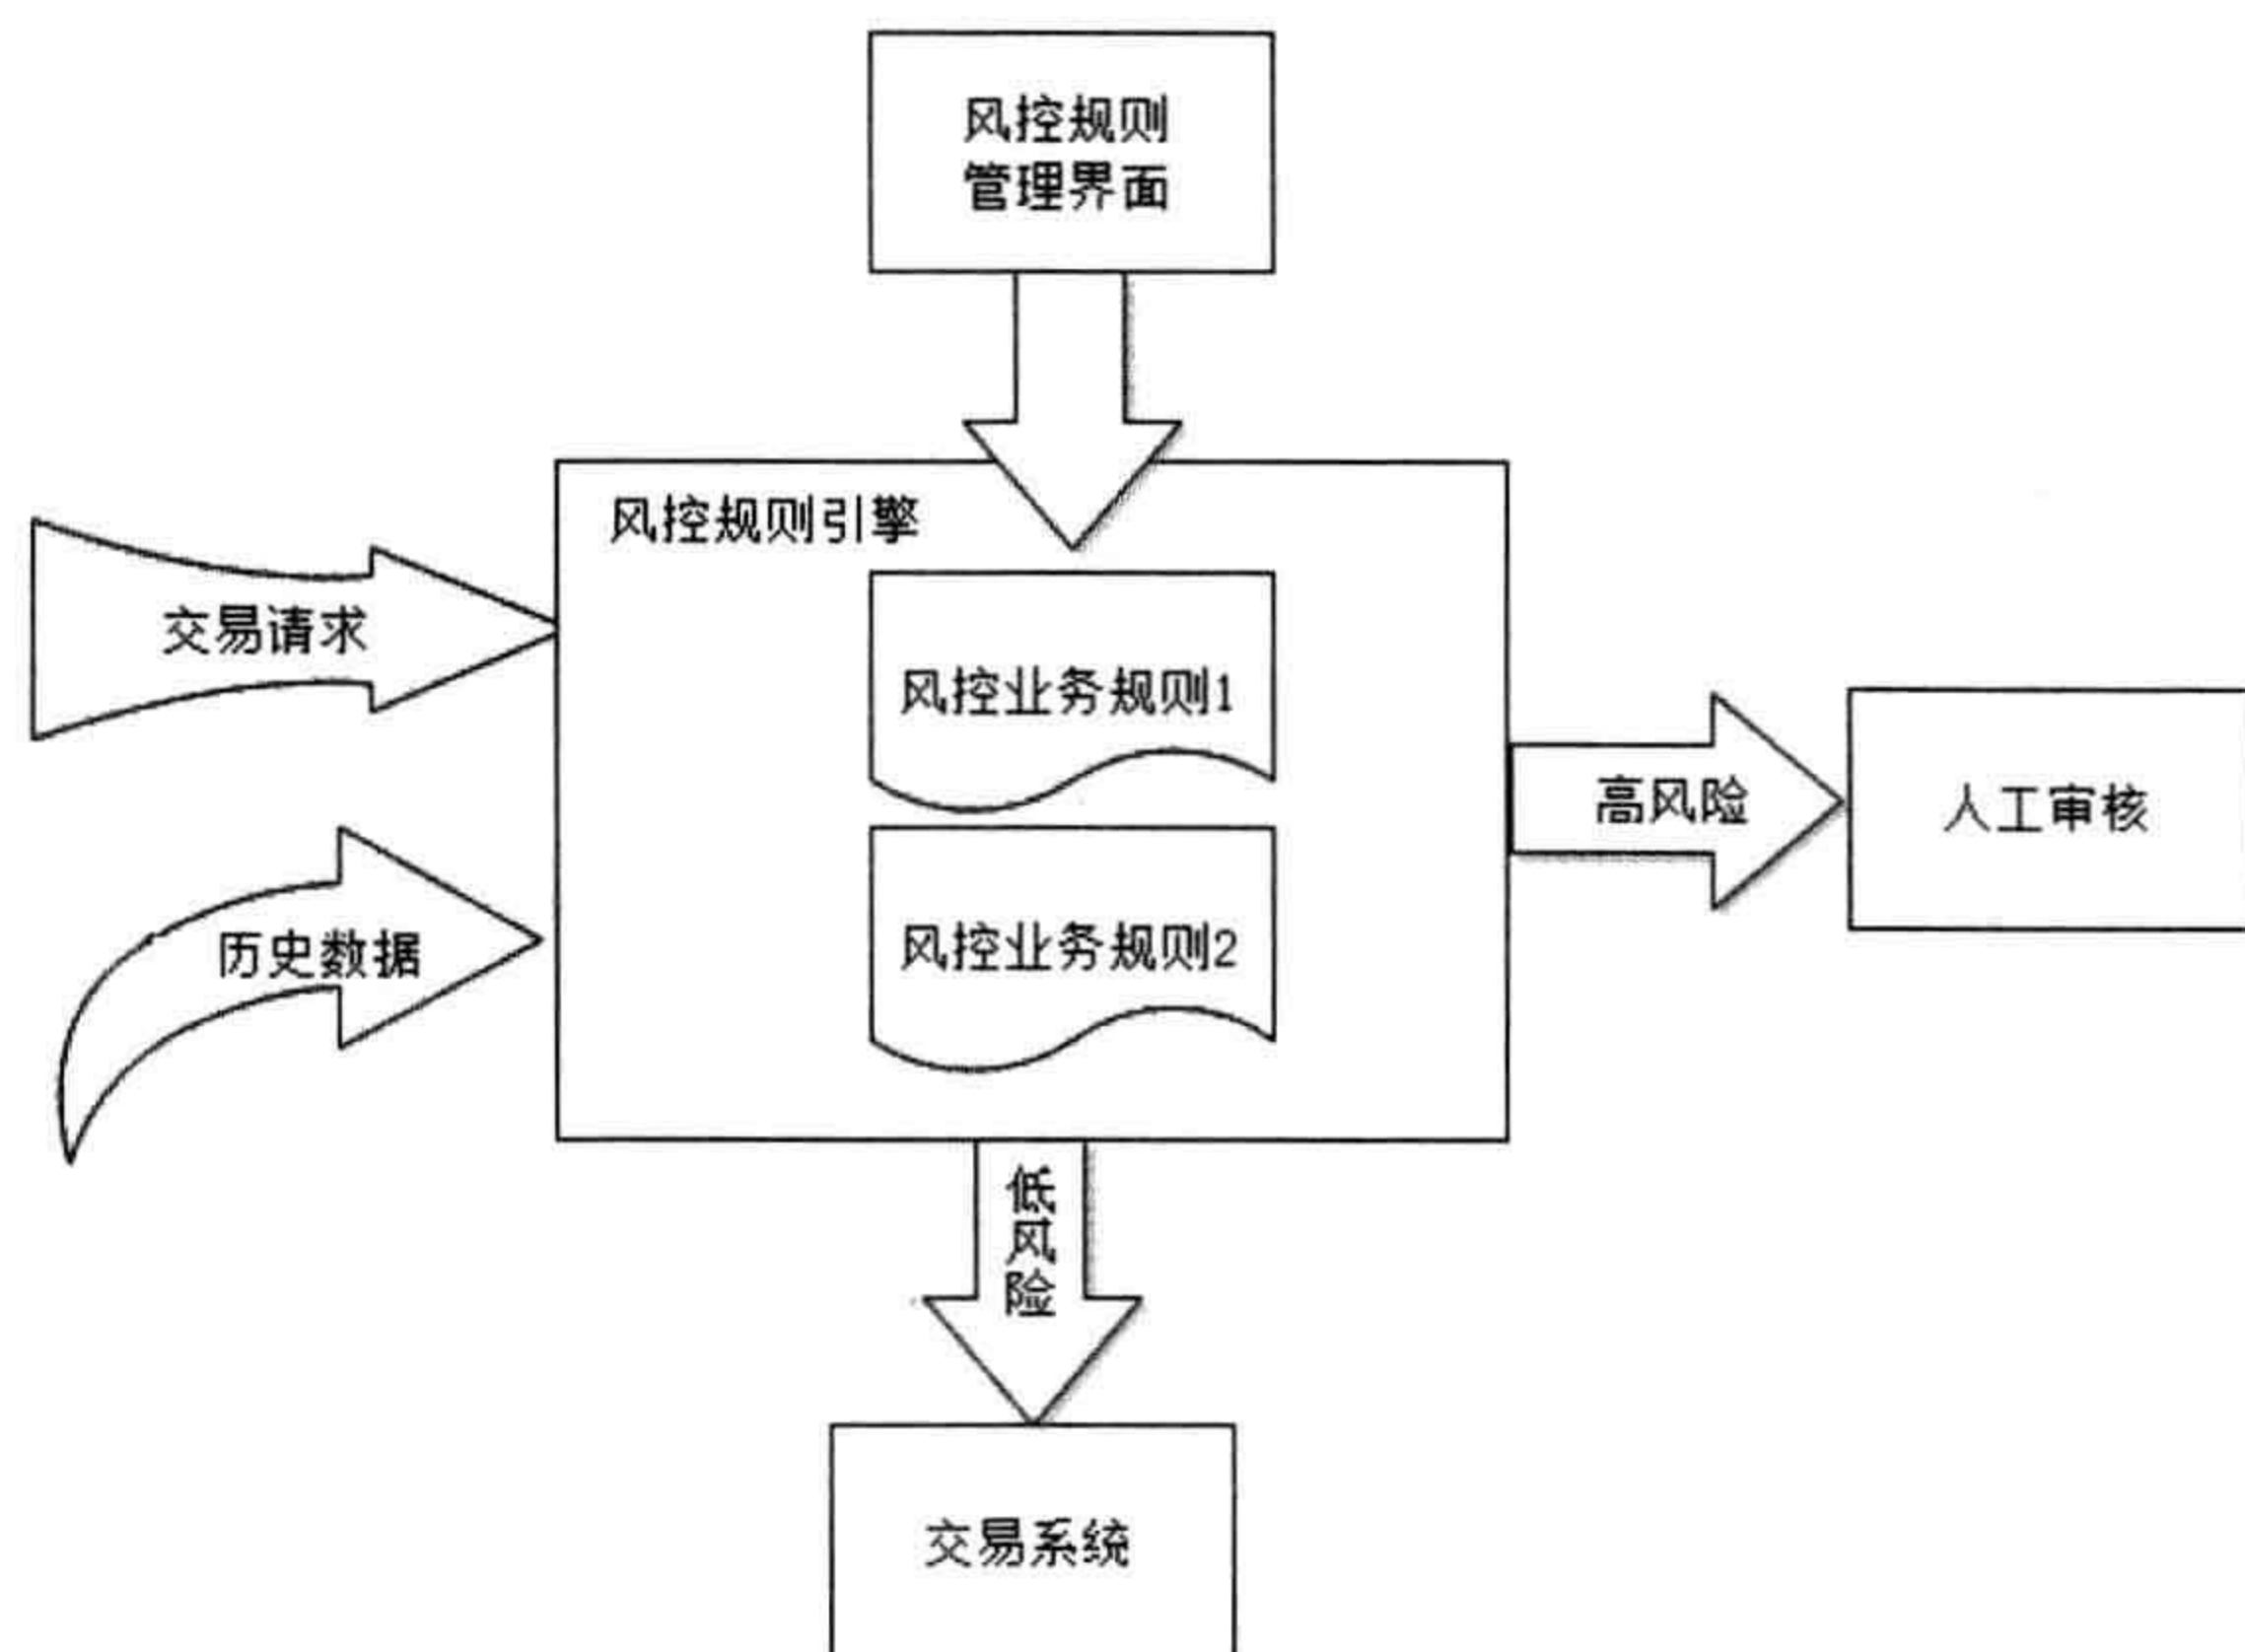 风控规则
管理界面
风控规则引擎
交易请求
风控业务规则1
高风险
人工审核
历史数据
风控业务规则2
低
风
险
交易系统